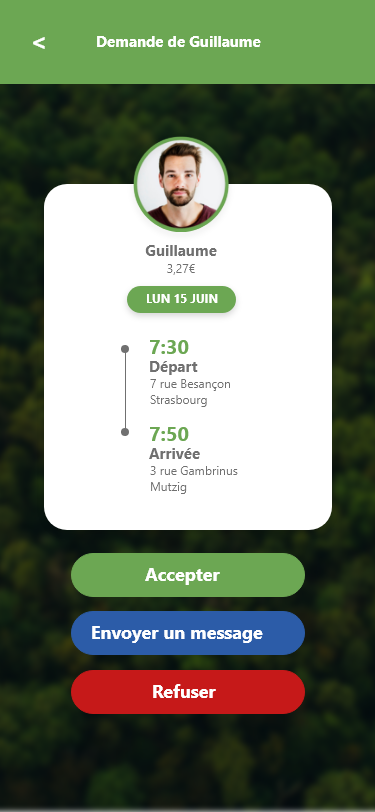 < Demande de Guillaume
Guillaume
3,27€
LUN 15 JUIN
7:30
Départ
7 rue Besançon
Strasbourg
7:50
Arrivée
3 rue Gambrinus
Mutzig
Accepter
Envoyer un message
Refuser